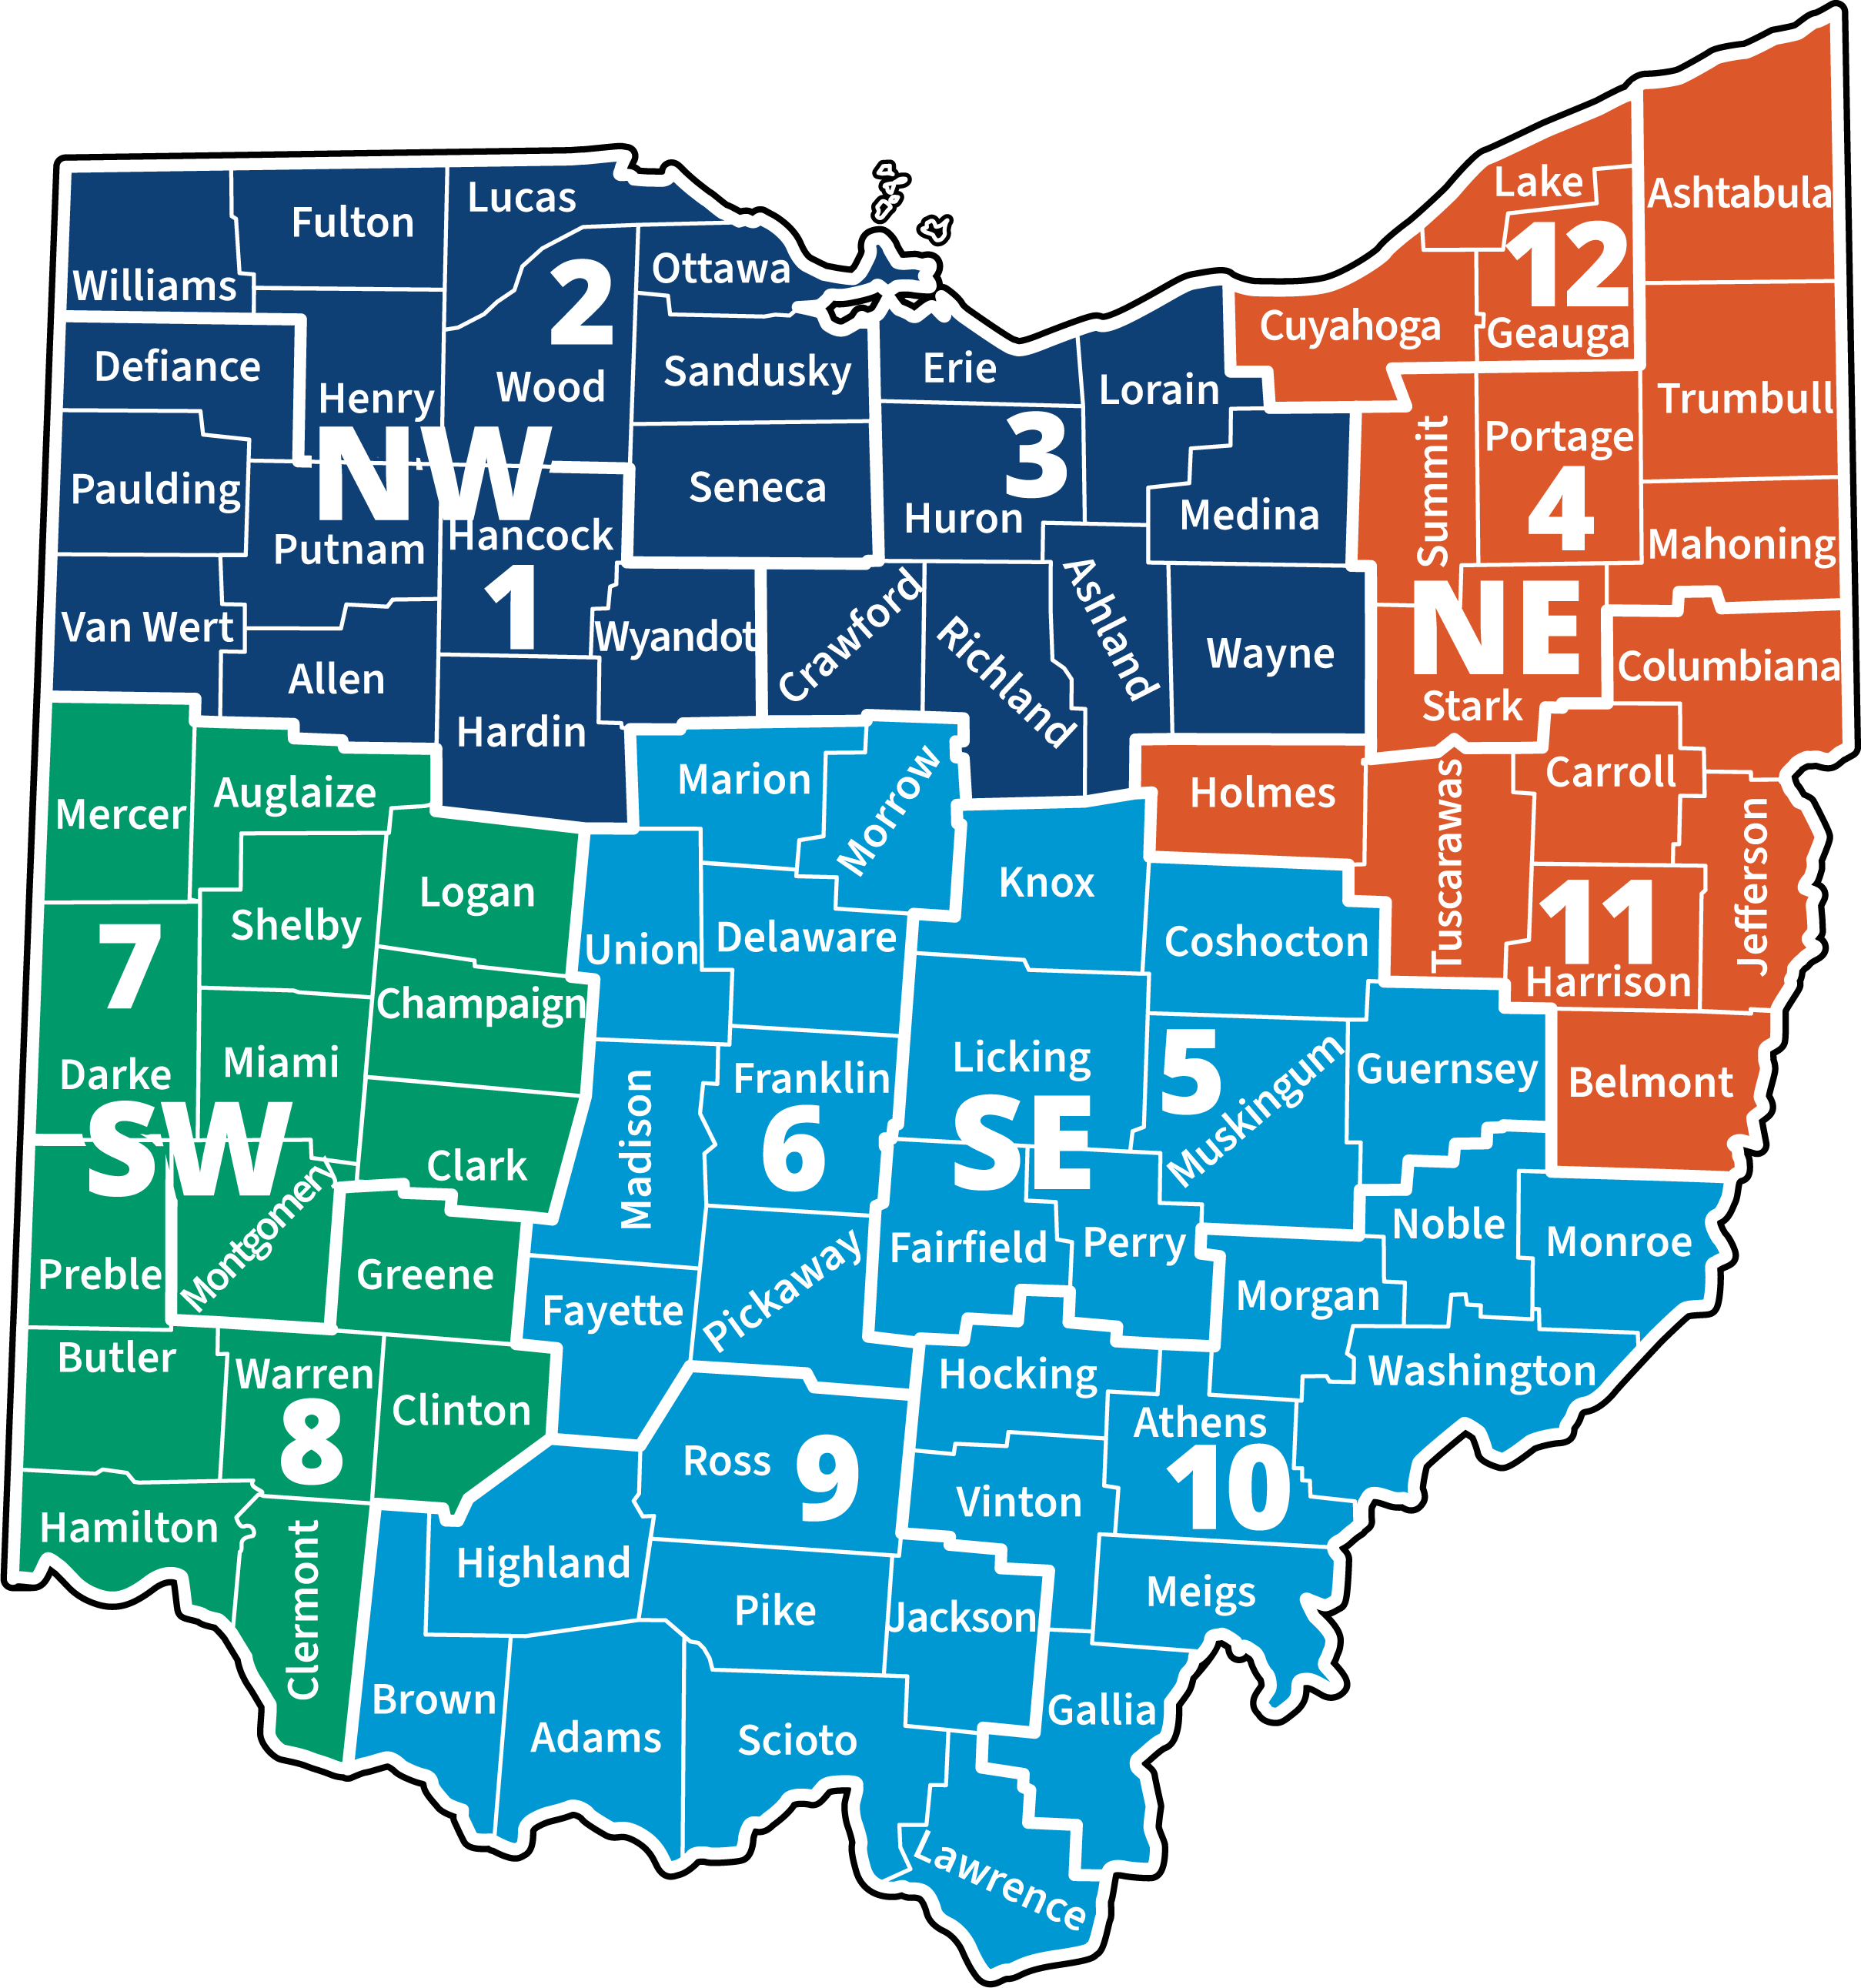 Lake
Ashtabula
Lucas
Fulton
12
Williams
2
Ottawa
Cuyahoga
Geauga
Defiance
Wood
Sandusky
Erie
Lorain
Henry
Trumbull
Paulding
NW
Seneca
3
Huron
Medina
Summit
Portage
4
Mahoning
Putnam
Hancock
1
Van Wert
Allen
Wyandot
Crawford
Richland
Ashland
Wayne
NE
Stark
Columbiana
Hardin
Mercer
Auglaize
Marion
Morrow
Holmes
Tuscarawas
Carroll
Jefferson
Logan
Knox
Shelby
7
Union
Delaware
Coshocton
11
Harrison
Champaign
Darke
Miami
Madison
Franklin
6
Licking
5
Muskingum
Guernsey
Belmont
SW
Clark
SE
Preble
Montgomery
Greene
Fayette
Pickaway
Fairfield
Perry
Noble
Monroe
Morgan
Butler
Warren
8
Clinton
Hocking
Washington
Ross
9
Athens
10
Vinton
Hamilton
Clermont
Highland
Pike
Jackson
Meigs
Brown
Adams
Scioto
Gallia
Lawrence